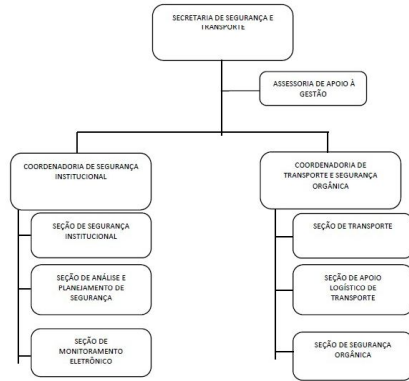 SECRETARIA DE SEGURANÇA E
TRANSPORTE
ASSESSORIA DE APOIO À
GESTÃO
COORDENADORIA DE SEGURANÇA
INSTITUCIONAL
SEÇÃO DE SEGURANÇA
INSTITUCIONAL
SEÇÃO DE ANÁLISE E
PLANEJAMENTO DE
SEGURANÇA
SEÇÃO DE
MONITORAMENTO
ELETRÔNICO
COORDENADORIA DE
TRANSPORTE E SEGURANÇA
ORGÂNICA
SEÇÃO DE TRANSPORTE
SEÇÃO DE APOIO
LOGÍSTICO DE
TRANSPORTE
SEÇÃO DE SEGURANÇA
ORGÂNICA